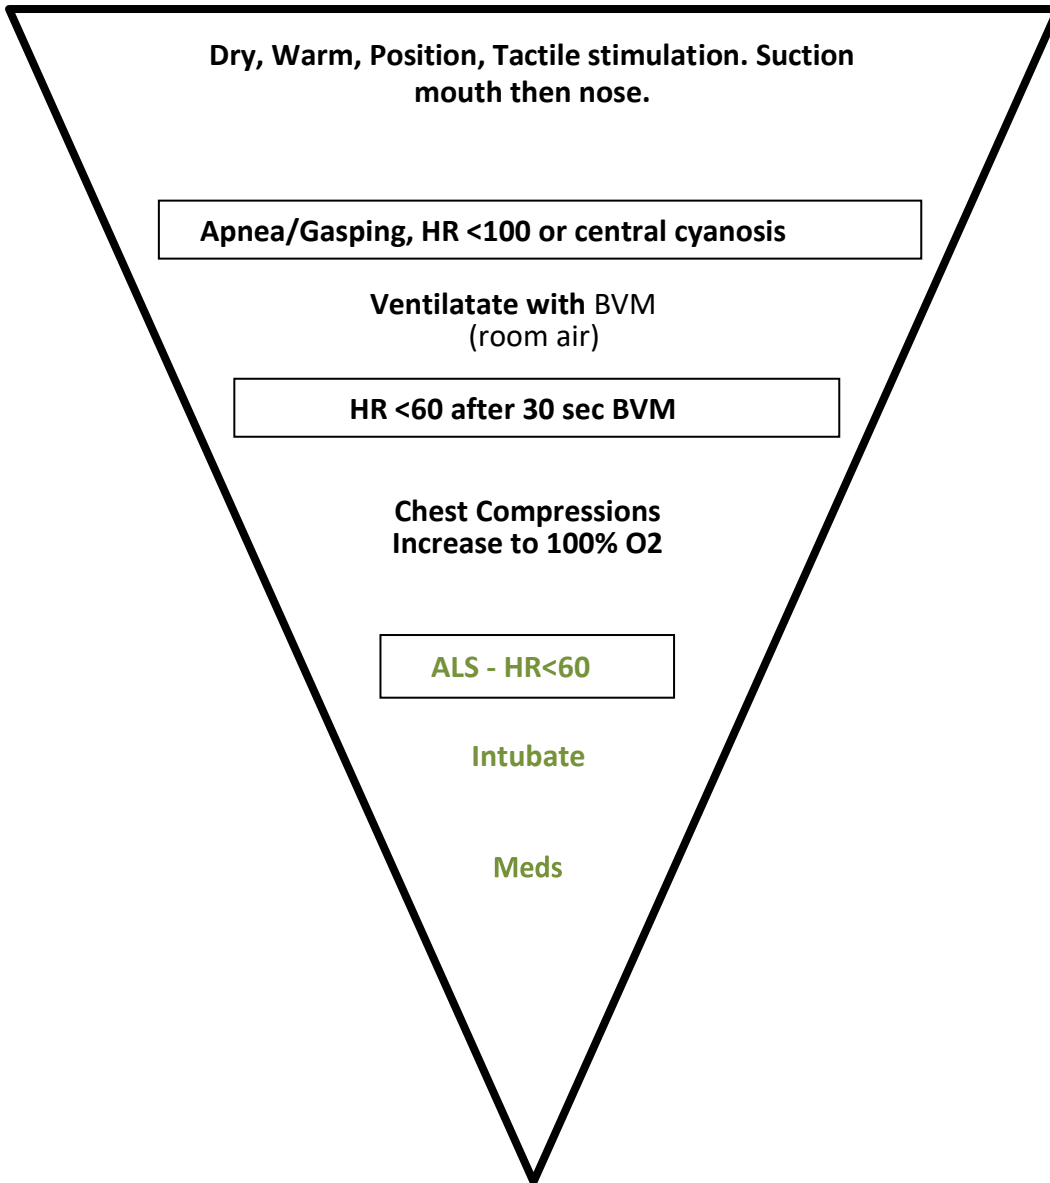 Dry, Warm, Position, Tactile stimulation. Suction
mouth then nose.
Apnea/Gasping, HR <100 or central cyanosis
Ventilatate with BVM
(room air)
HR <60 after 30 sec BVM
Chest Compressions
Increase to 100% O2
ALS - HR<60
Intubate
Meds